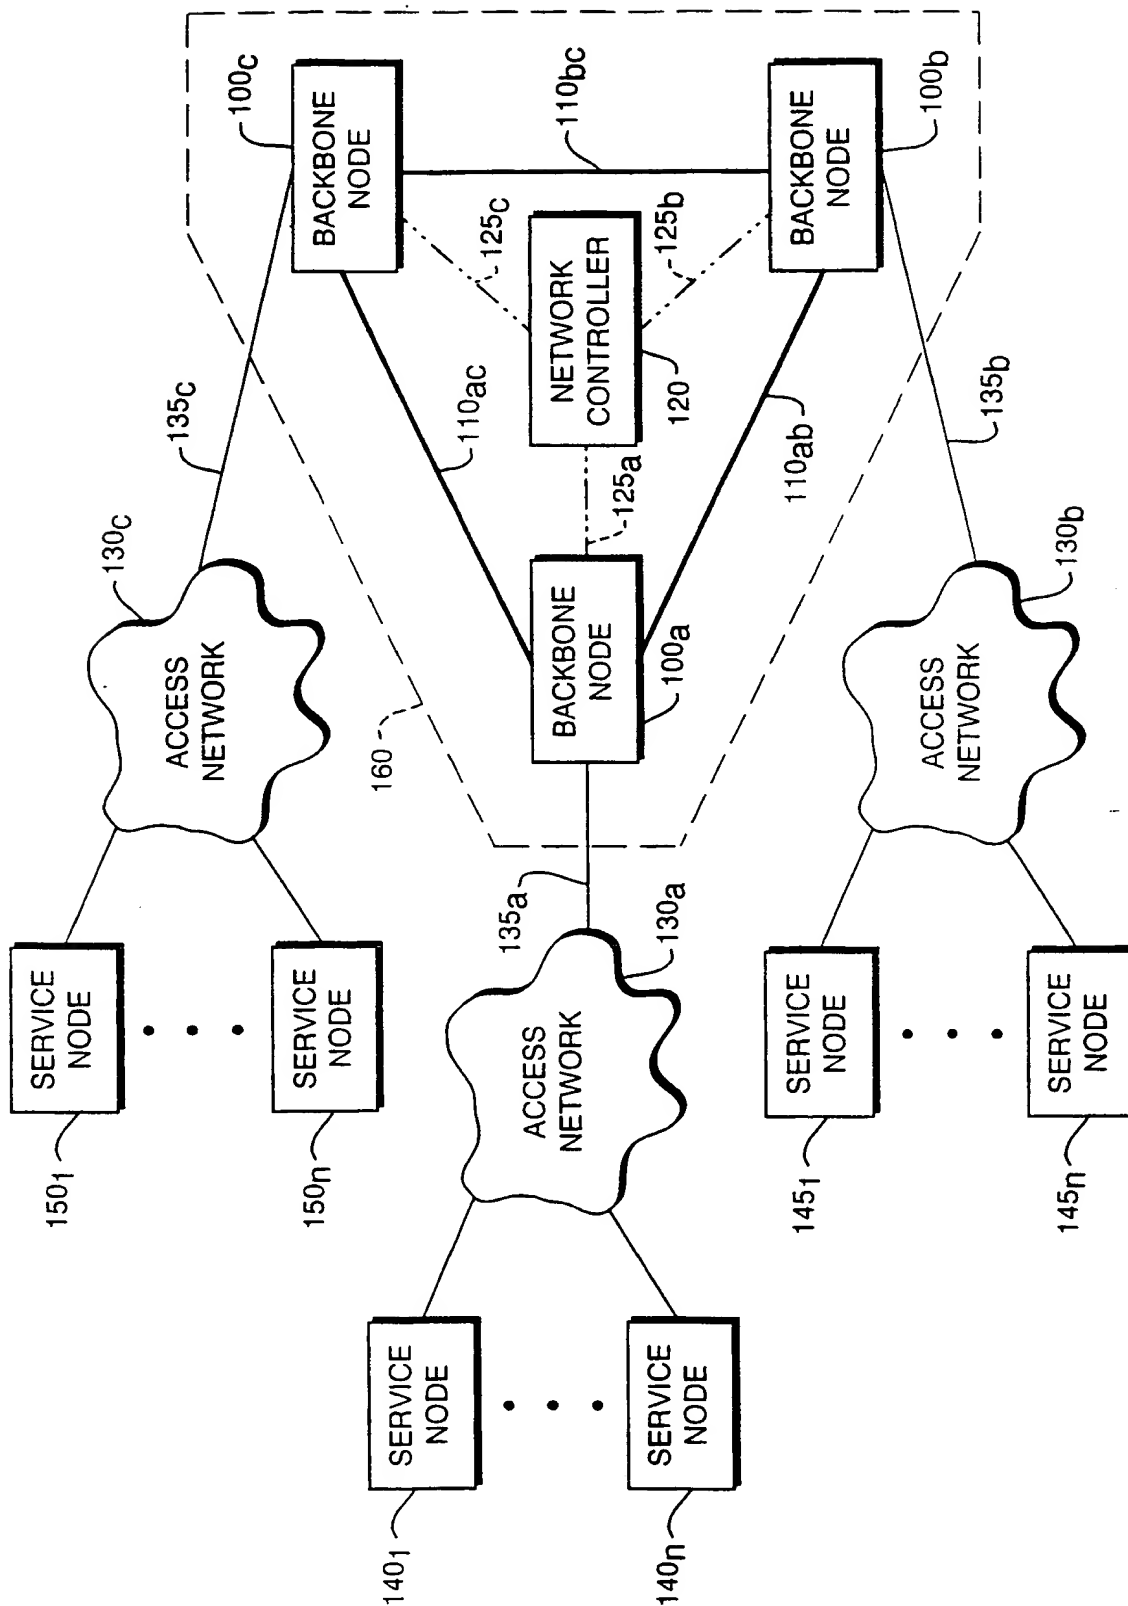 150₁
SERVICE
NODE
150n
SERVICE
NODE
130c
ACCESS
NETWORK
135c
100c
BACKBONE
NODE
140₁
SERVICE
NODE
140n
SERVICE
NODE
130a
ACCESS
NETWORK
135a
160
100a
BACKBONE
NODE
110ac
125a
125c
125b
120
NETWORK
CONTROLLER
110bc
110ab
145₁
SERVICE
NODE
145n
SERVICE
NODE
130b
ACCESS
NETWORK
135b
100b
BACKBONE
NODE